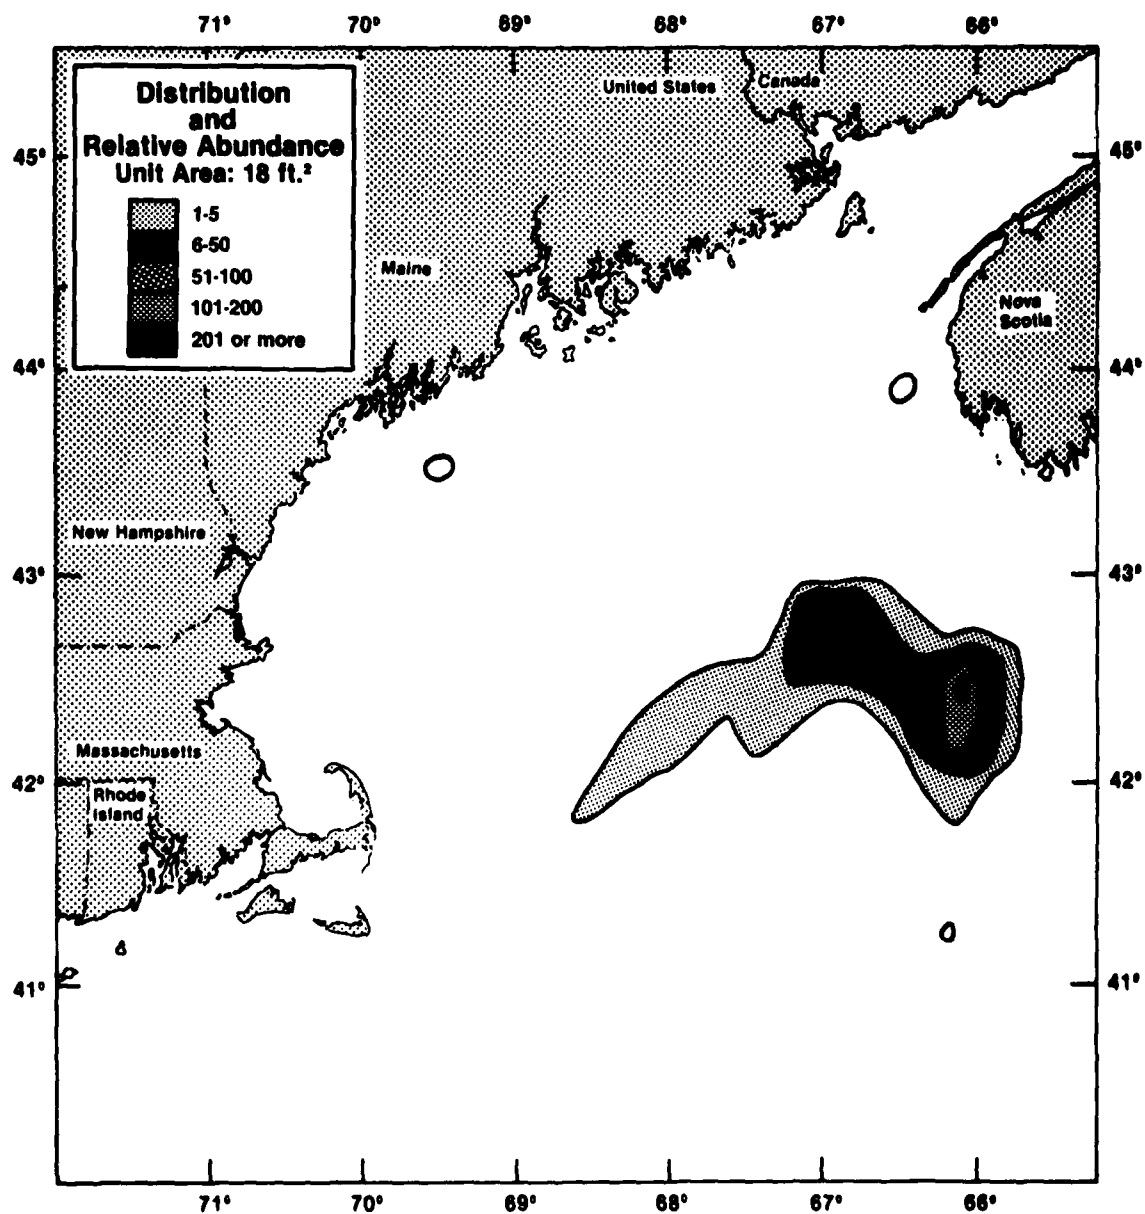 71° 70° 69° 68° 67° 66°
United States
Canada
Distribution
and
Relative Abundance
Unit Area: 18 ft.²
1-5
6-50
51-100
101-200
201 or more
45° 45°
Maine
Nova
Scotia
44° 44°
New Hampshire
43° 43°
Massachusetts
42° 42°
Rhode
Island
41° 41°
71° 70° 69° 68° 67° 66°